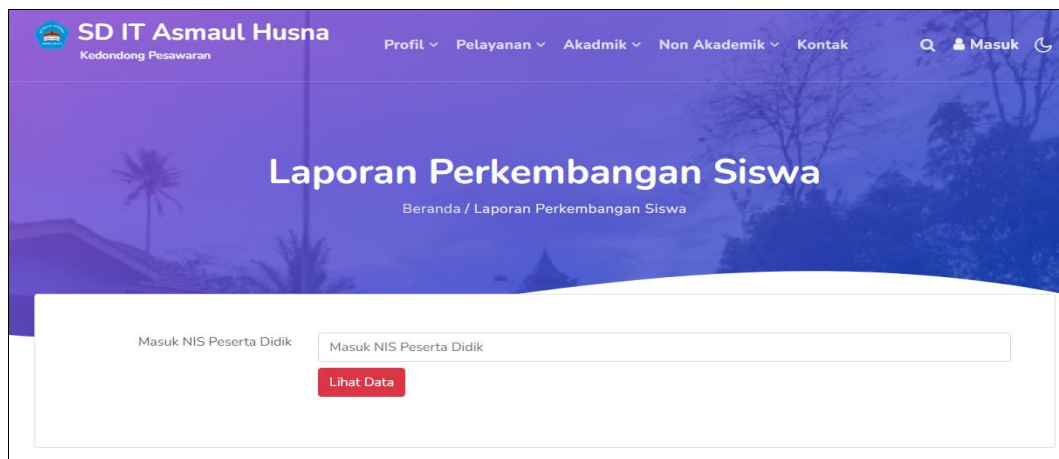 SD IT Asmaul Husna
Kedondong Pesawaran
Profil Pelayanan Akadmik Non Akademik Kontak Masuk
Laporan Perkembangan Siswa
Beranda / Laporan Perkembangan Siswa
Masuk NIS Peserta Didik Masuk NIS Peserta Didik
Lihat Data